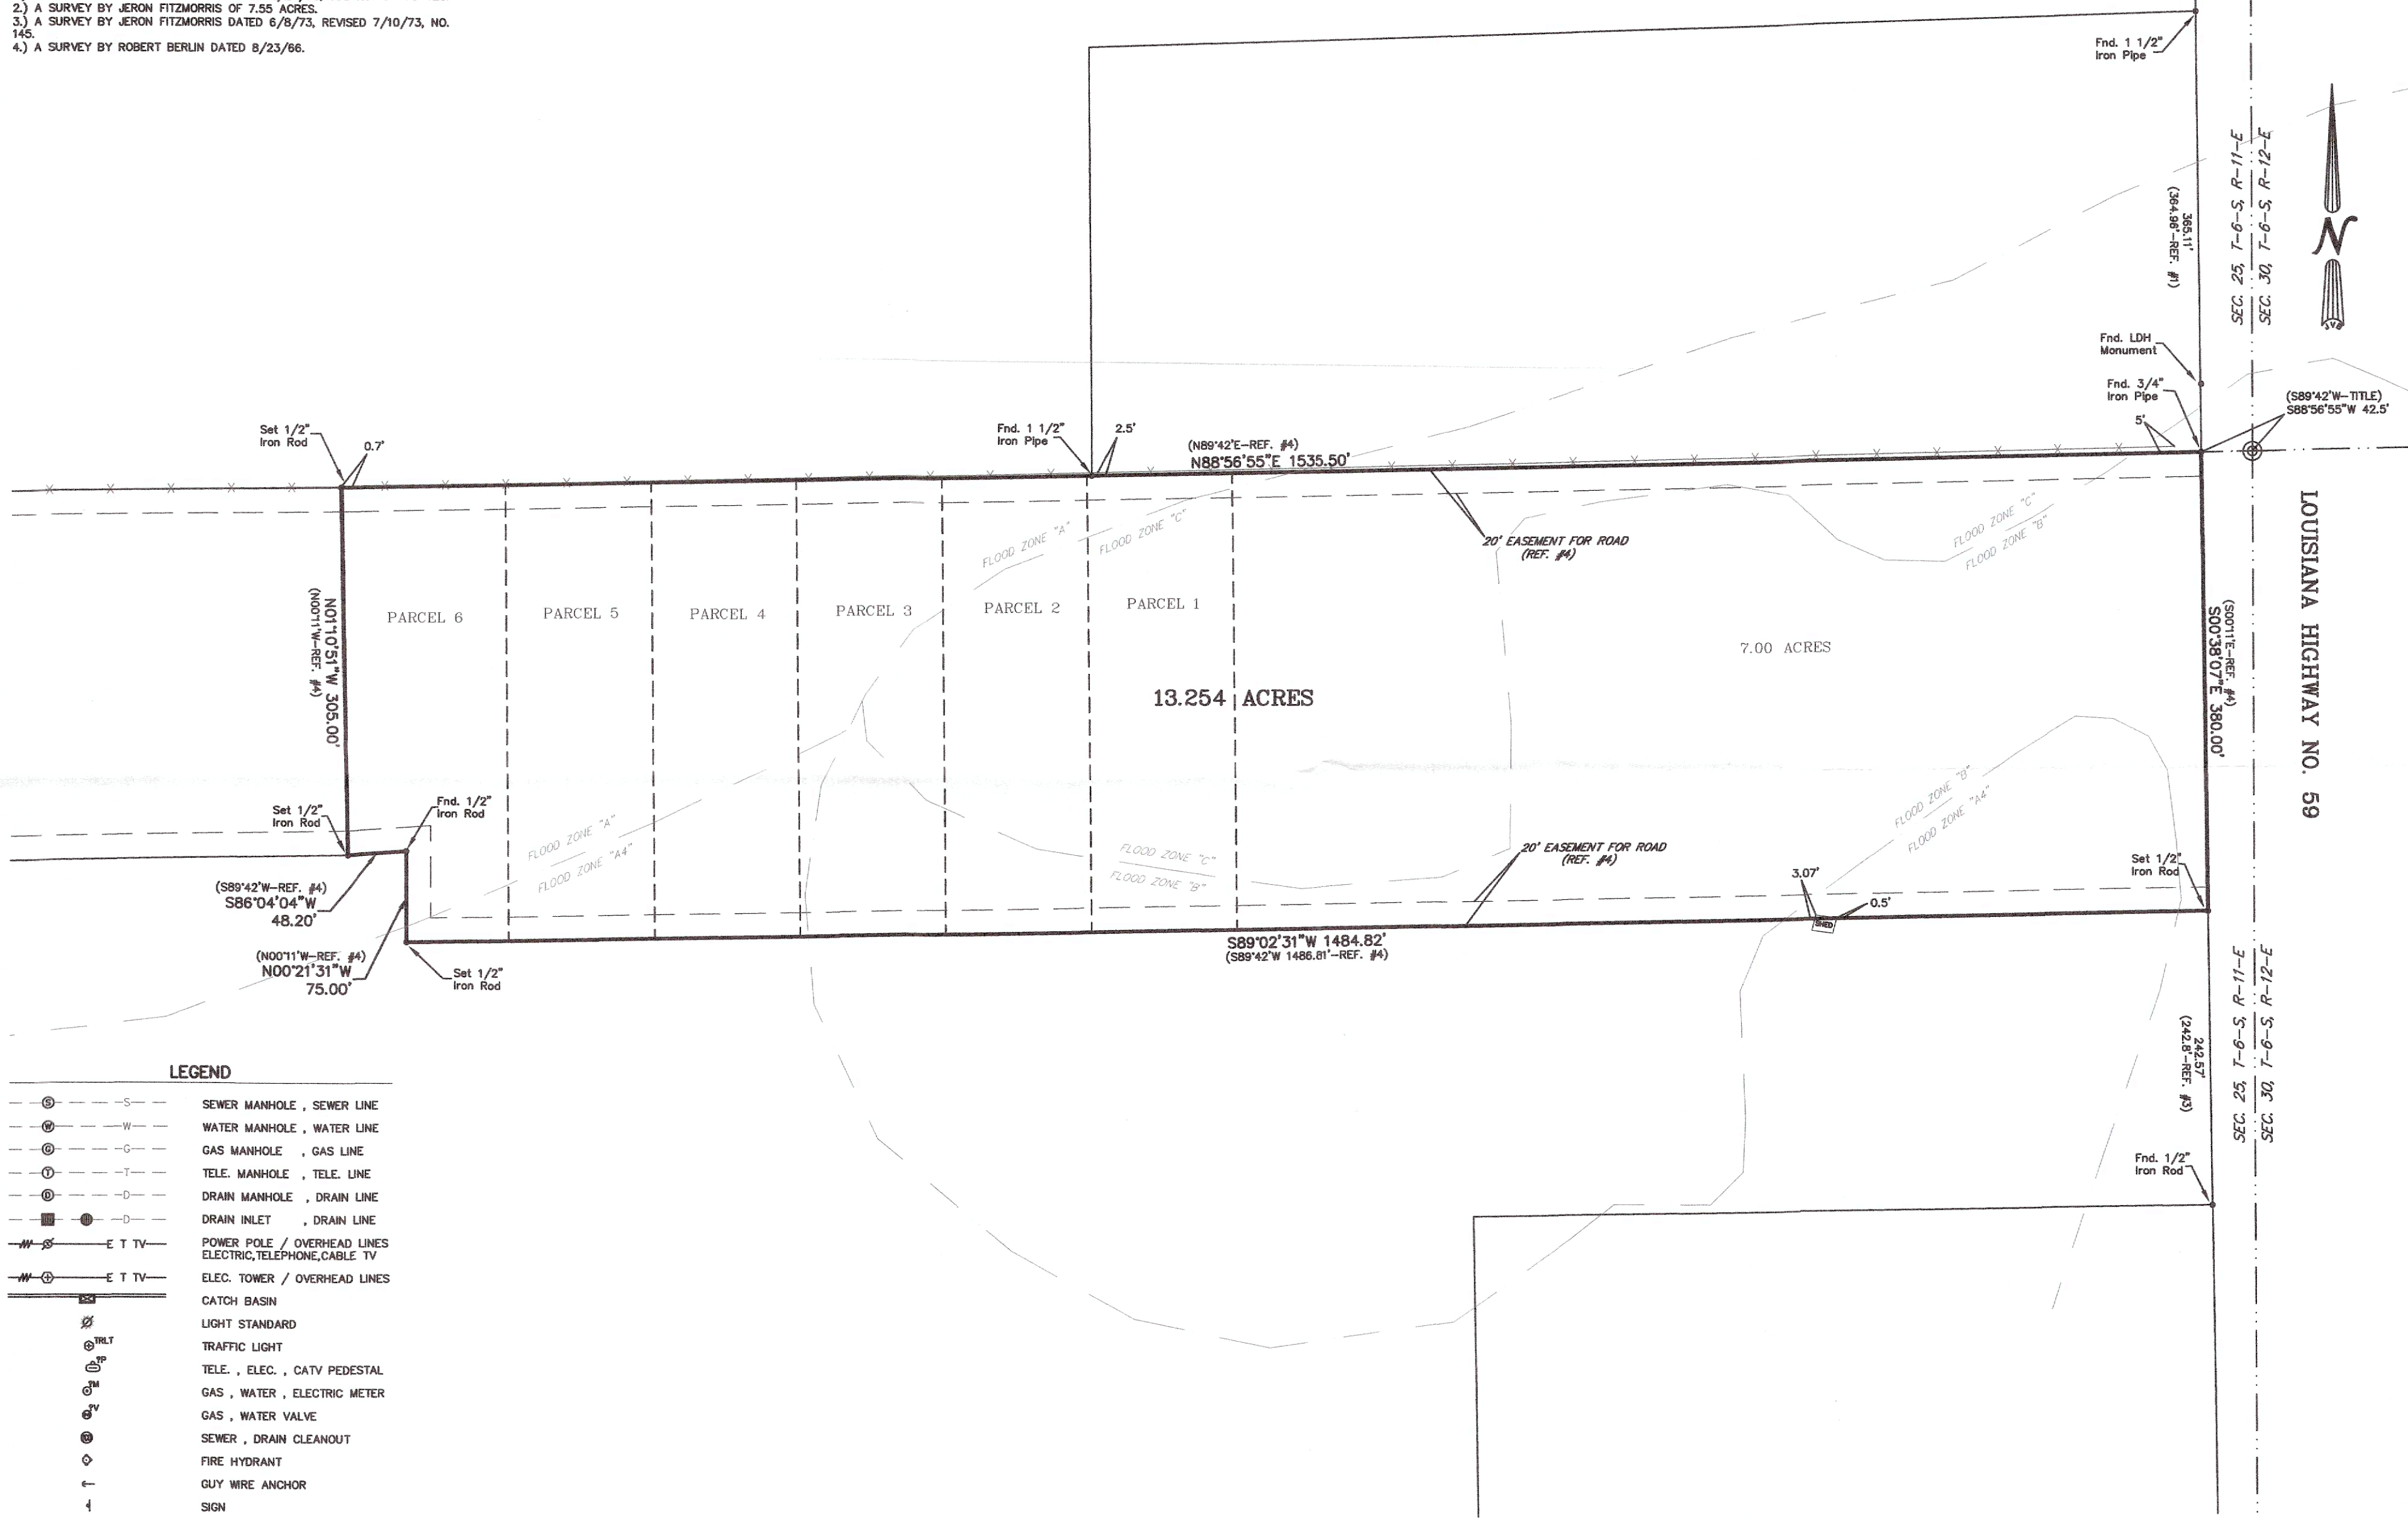 2.) A SURVEY BY JERON FITZMORRIS OF 7.55 ACRES.
3.) A SURVEY BY JERON FITZMORRIS DATED 6/8/73, REVISED 7/10/73, NO.
145.
4.) A SURVEY BY ROBERT BERLIN DATED 8/23/66.
Fnd. 1 1/2"
Iron Pipe
SEC. 25, T-6-S, R-11-E
SEC. 30, T-6-S, R-12-E
N
365.11'
(364.96'-REF. #1)
Fnd. LDH
Monument
Fnd. 3/4"
Iron Pipe
5'
(S89°42'W-TITLE)
S88°56'55"W 42.5'
Set 1/2"
Iron Rod
0.7'
Fnd. 1 1/2"
Iron Pipe
2.5'
(N89°42'E-REF. #4)
N88°56'55"E 1535.50'
FLOOD ZONE "A"
FLOOD ZONE "C"
20' EASEMENT FOR ROAD
(REF. #4)
FLOOD ZONE "C"
FLOOD ZONE "B"
LOUISIANA HIGHWAY NO. 59
N01°10'51"W 305.00'
(N00°11'W-REF. #4)
PARCEL 6
PARCEL 5
PARCEL 4
PARCEL 3
PARCEL 2
PARCEL 1
7.00 ACRES
(S00°11'E-REF. #4)
S00°38'07"E 380.00'
13.254 ACRES
Set 1/2"
Iron Rod
Fnd. 1/2"
Iron Rod
FLOOD ZONE "A"
FLOOD ZONE "A4"
FLOOD ZONE "C"
FLOOD ZONE "B"
20' EASEMENT FOR ROAD
(REF. #4)
FLOOD ZONE "B"
FLOOD ZONE "A4"
Set 1/2"
Iron Rod
3.07'
0.5'
SHED
(S89°42'W-REF. #4)
S86°04'04"W
48.20'
(N00°11'W-REF. #4)
N00°21'31"W
75.00'
Set 1/2"
Iron Rod
S89°02'31"W 1484.82'
(S89°42'W 1486.81'-REF. #4)
SEC. 25, T-6-S, R-11-E
SEC. 30, T-6-S, R-12-E
242.57'
(242.8'-REF. #3)
Fnd. 1/2"
Iron Rod
LEGEND
S S SEWER MANHOLE , SEWER LINE
W W WATER MANHOLE , WATER LINE
G G GAS MANHOLE , GAS LINE
T T TELE. MANHOLE , TELE. LINE
D D DRAIN MANHOLE , DRAIN LINE
D DRAIN INLET , DRAIN LINE
E T TV POWER POLE / OVERHEAD LINES
ELECTRIC,TELEPHONE,CABLE TV
E T TV ELEC. TOWER / OVERHEAD LINES
CATCH BASIN
LIGHT STANDARD
TRLT TRAFFIC LIGHT
?P TELE. , ELEC. , CATV PEDESTAL
?M GAS , WATER , ELECTRIC METER
?V GAS , WATER VALVE
SEWER , DRAIN CLEANOUT
FIRE HYDRANT
GUY WIRE ANCHOR
SIGN